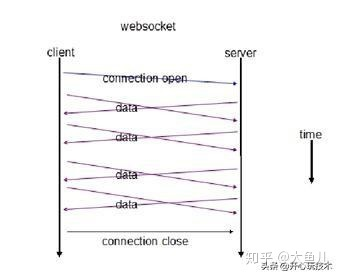 websocket
client
server
connection open
data
data
time
data
data
connection close
知乎 @大鱼儿
头条 @开心玩技术